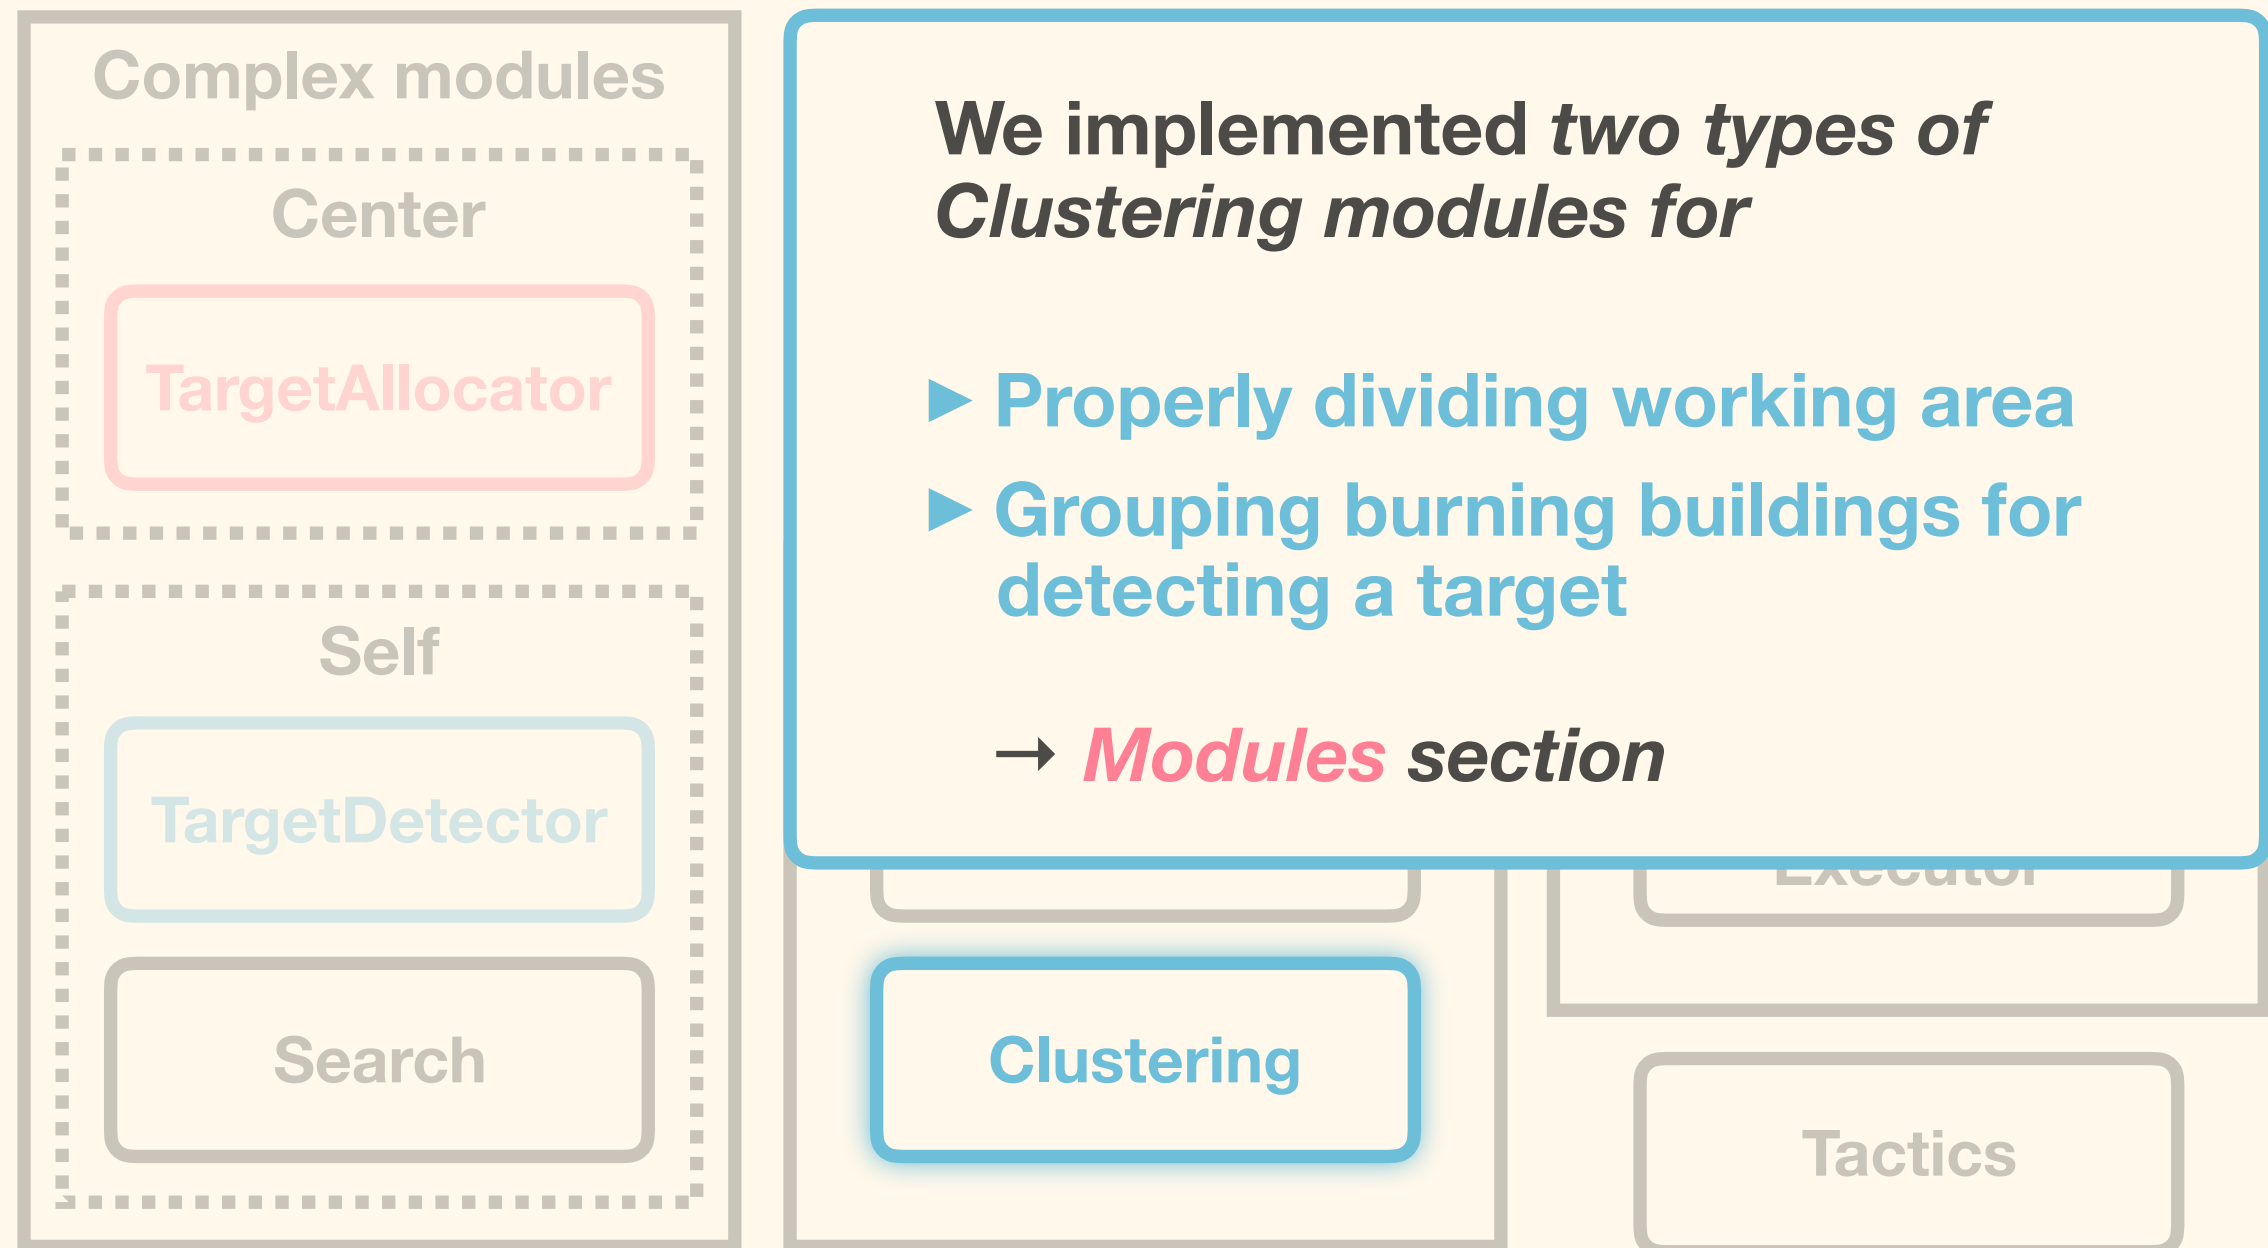 Complex modules
Center
TargetAllocator
Self
TargetDetector
Search
We implemented two types of
Clustering modules for
► Properly dividing working area
► Grouping burning buildings for
detecting a target
→ Modules section
Executor
Clustering
Tactics